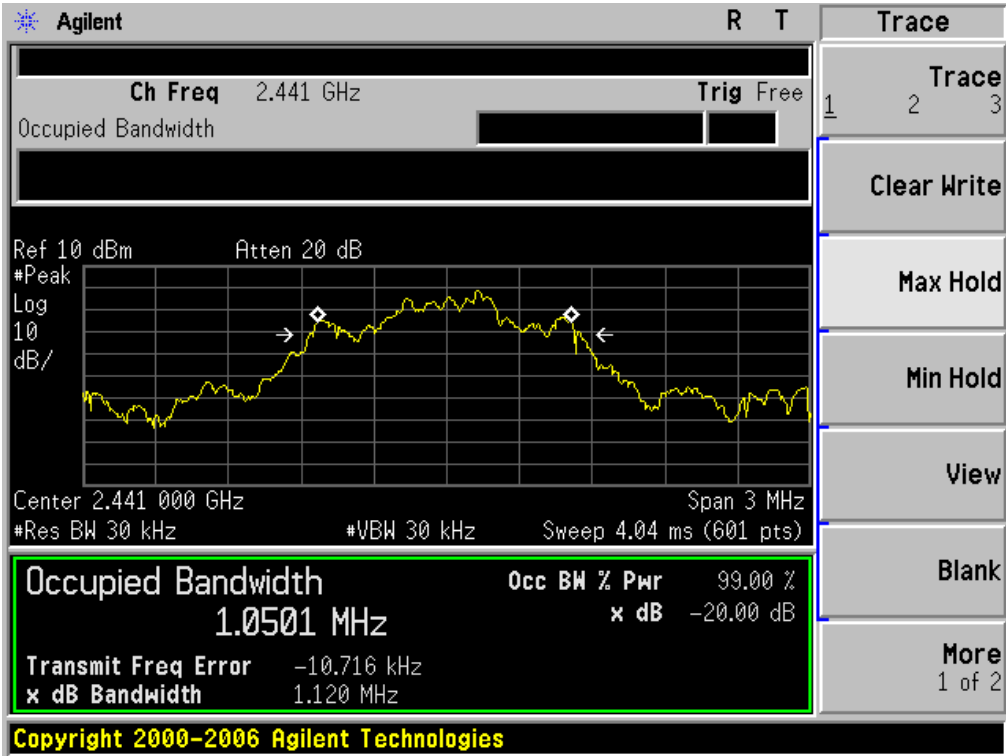 Agilent R T
Trace
Ch Freq 2.441 GHz Trig Free
Occupied Bandwidth
Trace
1 2 3
Clear Write
Max Hold
Min Hold
View
Blank
More
1 of 2
Ref 10 dBm Atten 20 dB
#Peak
Log
10
dB/
Center 2.441 000 GHz Span 3 MHz
#Res BW 30 kHz #VBW 30 kHz Sweep 4.04 ms (601 pts)
Occupied Bandwidth
1.0501 MHz
Occ BW % Pwr 99.00 %
x dB -20.00 dB
Transmit Freq Error -10.716 kHz
x dB Bandwidth 1.120 MHz
Copyright 2000-2006 Agilent Technologies